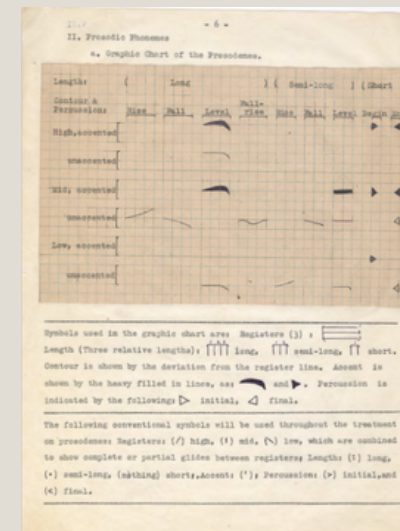 - 6 -
II. Prosodic Phonemes
a. Graphic Chart of the Prosodemes.
Length: ( Long ) ( Semi-long ) (Short
Contour & Fall-
Percussion: Rise Fall Level rise Rise Fall Level Begin
High, accented
unaccented
Mid, accented
unaccented
Low, accented
unaccented
Symbols used in the graphic chart are: Registers (3) :
Length (Three relative lengths): long, semi-long, short.
Contour is shown by the deviation from the register line. Accent is
shown by the heavy filled in lines, as: and . Percussion is
indicated by the following: ▷ initial, ◁ final.
The following conventional symbols will be used throughout the treatment
on prosodemes: Registers: (/) high, (') mid, (\) low, which are combined
to show complete or partial glides between registers; Length: (:) long,
(•) semi-long, (nothing) short; Accent: ('); Percussion: (>) initial, and
(<) final.